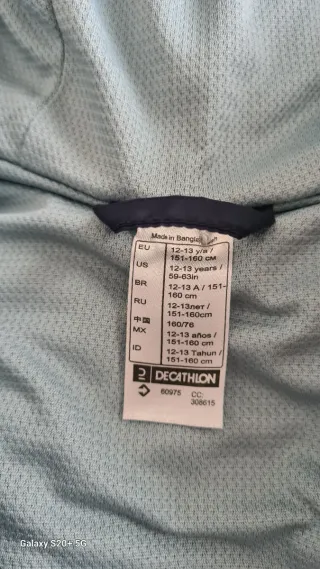 Made in Bangladesh
EU 12-13 y/a /
151-160 см
US 12-13 years /
59-63in
BR 12-13 A / 151-
160 cm
RU 12-13лет /
151-160cm
中国 160/76
MX 12-13 años /
151-160 cm
ID 12-13 Tahun /
151-160 cm
DECATHLON
60975 CC:
308615
Galaxy S20+ 5G